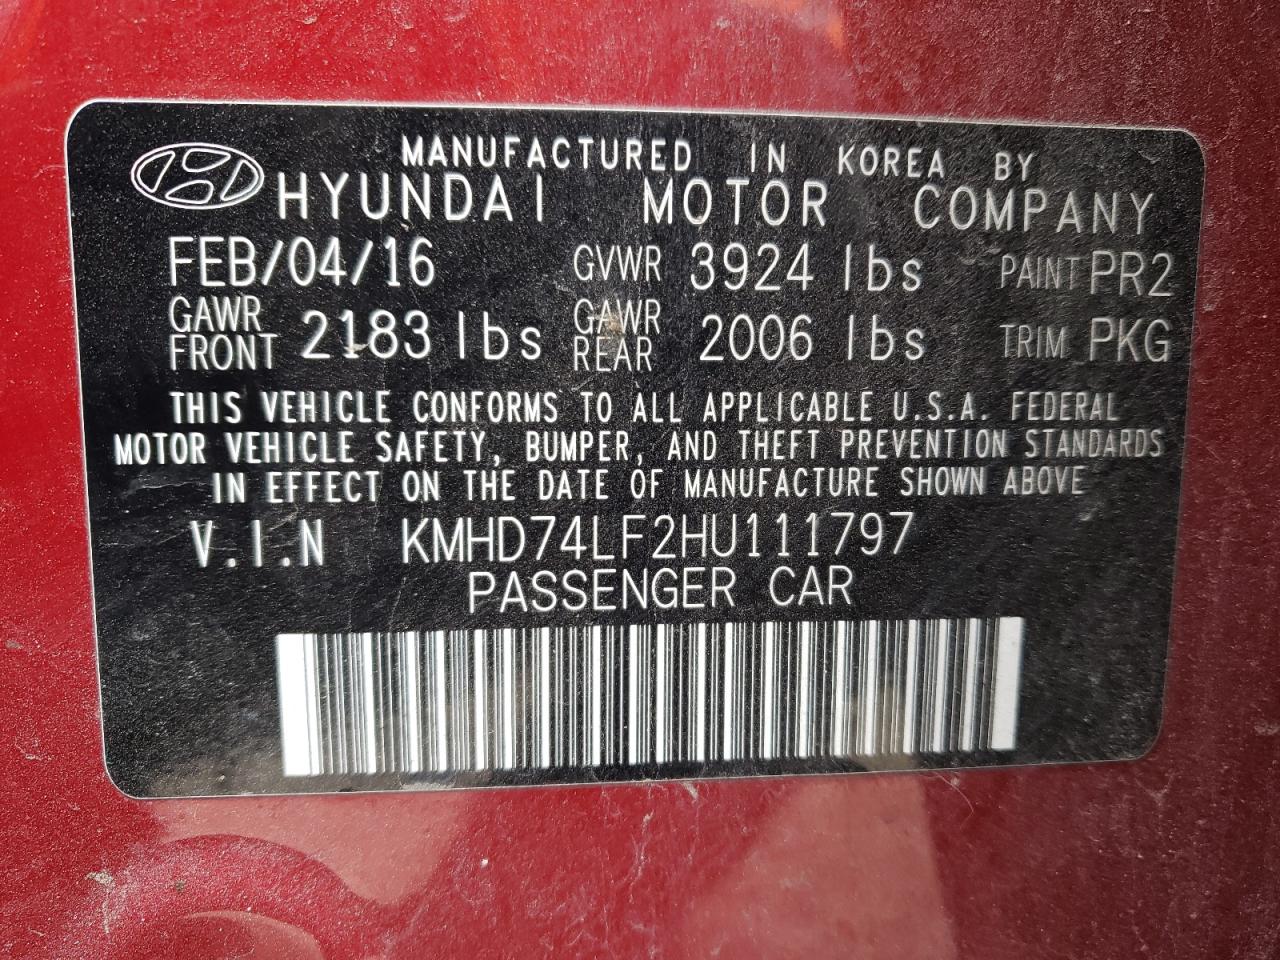 MANUFACTURED IN KOREA BY
HYUNDAI MOTOR COMPANY
FEB/04/16 GVWR 3924 lbs PAINT PR2
GAWR FRONT 2183 lbs GAWR REAR 2006 lbs TRIM PKG
THIS VEHICLE CONFORMS TO ALL APPLICABLE U.S.A. FEDERAL
MOTOR VEHICLE SAFETY, BUMPER, AND THEFT PREVENTION STANDARDS
IN EFFECT ON THE DATE OF MANUFACTURE SHOWN ABOVE
V.I.N KMHD74LF2HU111797
PASSENGER CAR